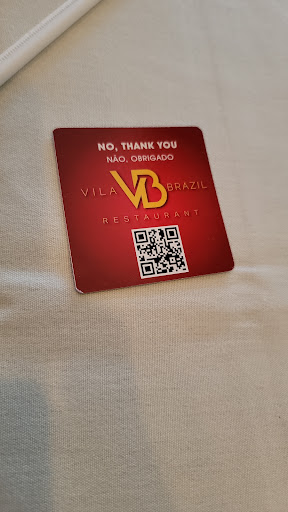 NO, THANK YOU
NÃO, OBRIGADO
VILA VB BRAZIL
RESTAURANT